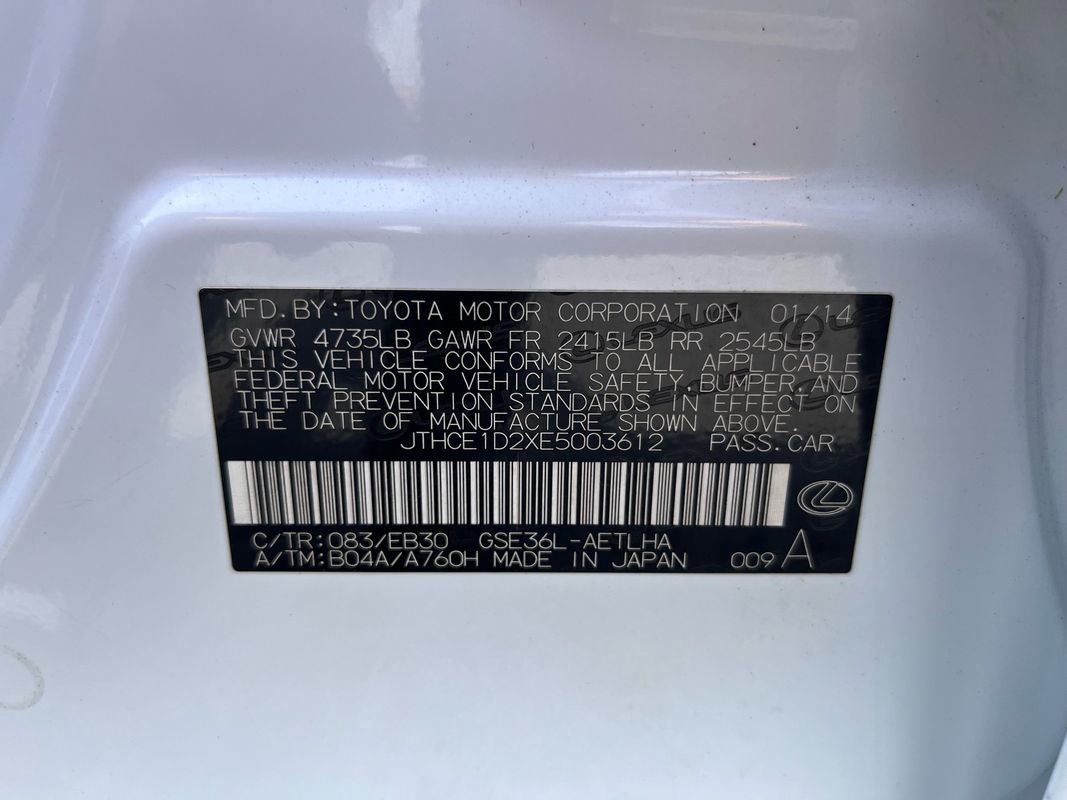 MFD. BY: TOYOTA MOTOR CORPORATION 01/14
GVWR 4735LB GAWR FR 2415LB RR 2545LB
THIS VEHICLE CONFORMS TO ALL APPLICABLE
FEDERAL MOTOR VEHICLE SAFETY, BUMPER, AND
THEFT PREVENTION STANDARDS IN EFFECT ON
THE DATE OF MANUFACTURE SHOWN ABOVE.
JTHCE1D2XE5003612 PASS. CAR
C/TR: 083/EB30 GSE36L-AETLHA
A/TM: B04A/A760H MADE IN JAPAN 009 A